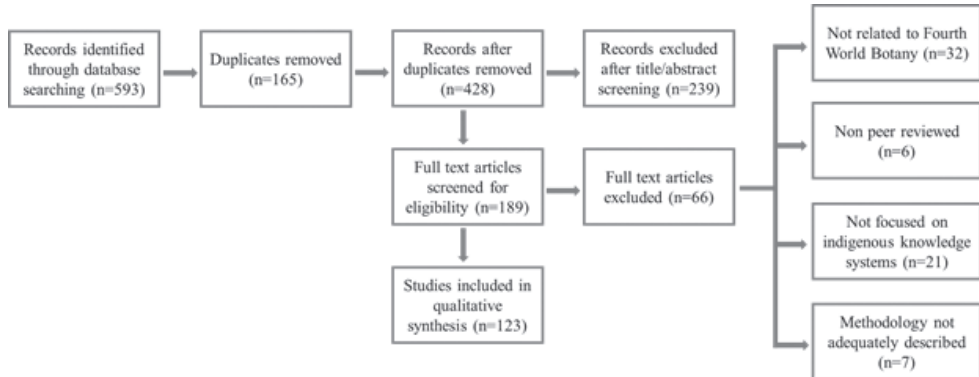 Records identified
through database
searching (n=593)
Duplicates removed
(n=165)
Records after
duplicates removed
(n=428)
Records excluded
after title/abstract
screening (n=239)
Full text articles
screened for
eligibility (n=189)
Full text articles
excluded (n=66)
Studies included in
qualitative
synthesis (n=123)
Not related to Fourth
World Botany (n=32)
Non peer reviewed
(n=6)
Not focused on
indigenous knowledge
systems (n=21)
Methodology not
adequately described
(n=7)